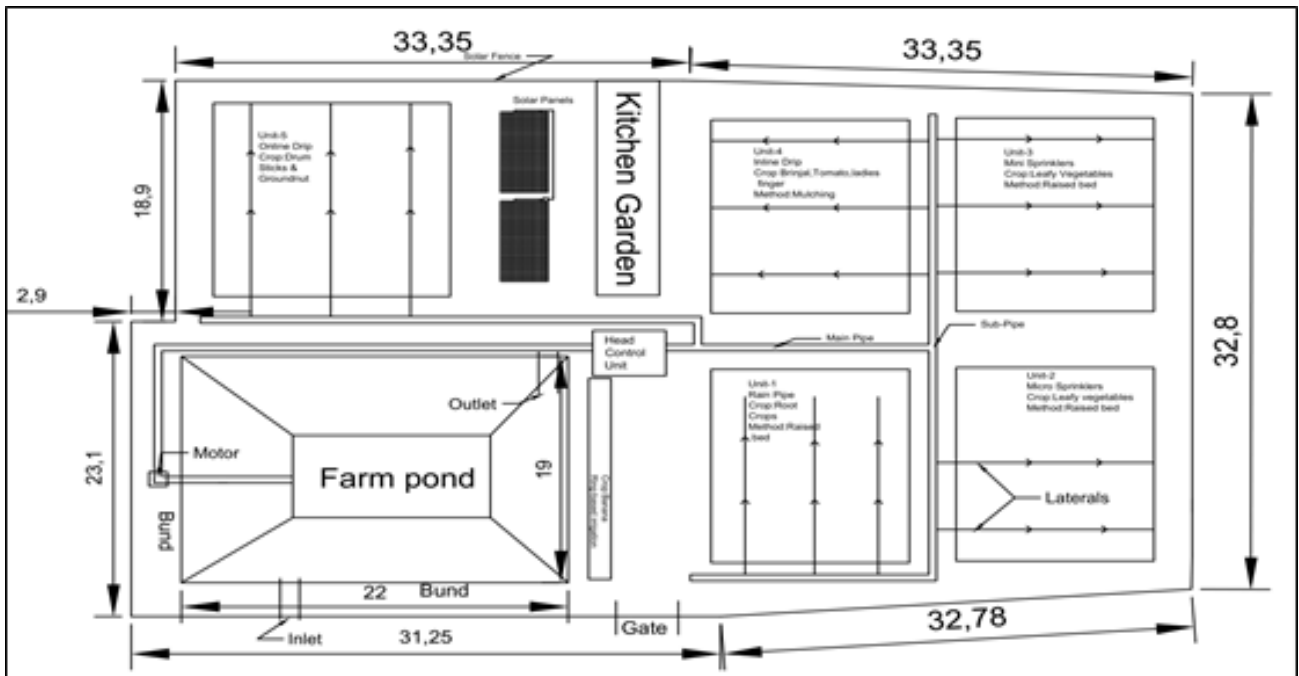 33,35
33,35
Solar Fence
Solar Panels
Kitchen Garden
Unit-5
Online Drip
Crop:Drum
Sticks &
Groundnut
Unit-4
Inline Drip
Crop:Brinjal,Tomato,ladies
finger
Method:Mulching
Unit-3
Mini Sprinklers
Crop:Leafy Vegetables
Method:Raised bed
18,9
2,9
32,8
Head
Control
Unit
Main Pipe
Sub-Pipe
Unit-1
Rain Pipe
Crop:Root
Crops
Method:Raised
bed
Unit-2
Micro Sprinklers
Crop:Leafy vegetables
Method:Raised bed
Outlet
Motor
Farm pond
19
Crop:Banana
23,1
Bund
Laterals
22
Bund
Inlet
31,25
Gate
32,78